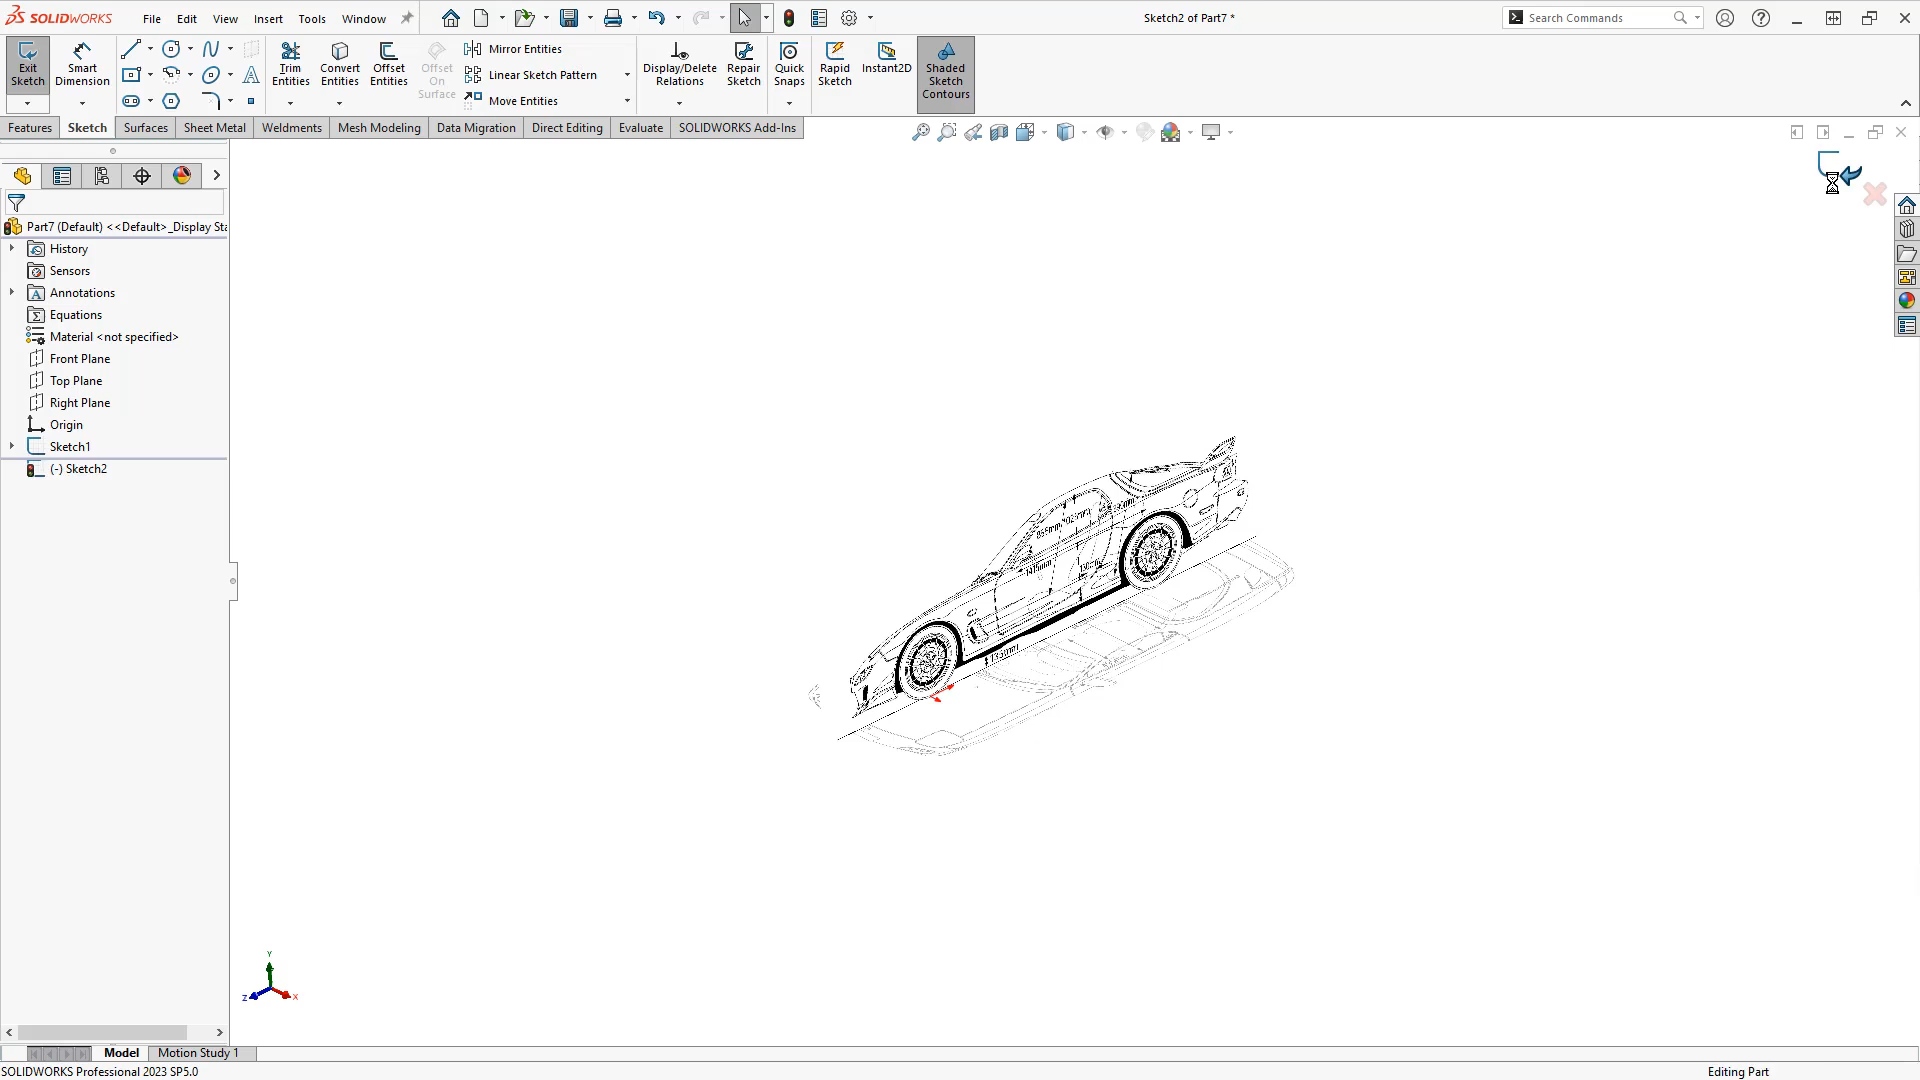 SOLIDWORKS
File
Edit
View
Insert
Tools
Window
Sketch2 of Part7 *
Search Commands
Exit
Sketch
Smart
Dimension
Trim
Entities
Convert
Entities
Offset
Entities
Offset
On
Surface
Mirror Entities
Linear Sketch Pattern
Move Entities
Display/Delete
Relations
Repair
Sketch
Quick
Snaps
Rapid
Sketch
Instant2D
Shaded
Sketch
Contours
Features
Sketch
Surfaces
Sheet Metal
Weldments
Mesh Modeling
Data Migration
Direct Editing
Evaluate
SOLIDWORKS Add-Ins
Part7 (Default) <<Default>_Display Sta
History
Sensors
Annotations
Equations
Material <not specified>
Front Plane
Top Plane
Right Plane
Origin
Sketch1
(-) Sketch2
Y
Z
X
Model
Motion Study 1
SOLIDWORKS Professional 2023 SP5.0
Editing Part